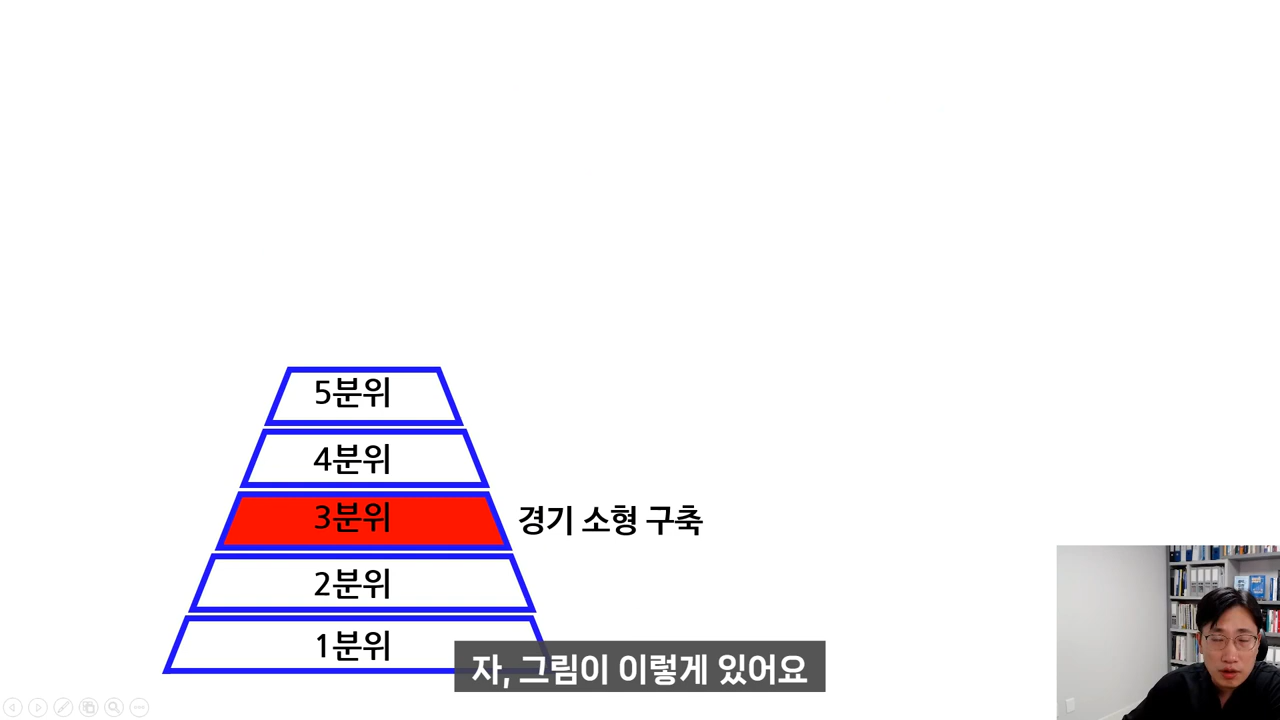 5분위
4분위
3분위
경기 소형 구축
2분위
1분위
자, 그림이 이렇게 있어요